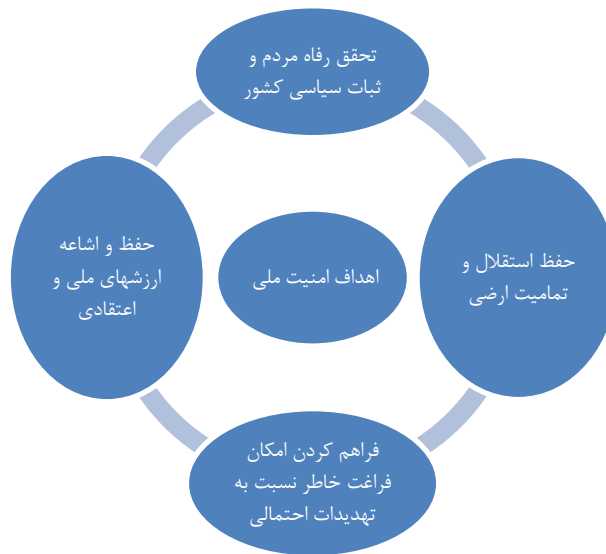 تحقق رفاه مردم و
ثبات سیاسی کشور
حفظ استقلال و
تمامیت ارضی
فراهم کردن امکان
فراغت خاطر نسبت به
تهدیدات احتمالی
حفظ و اشاعه
ارزشهای ملی و
اعتقادی
اهداف امنیت ملی